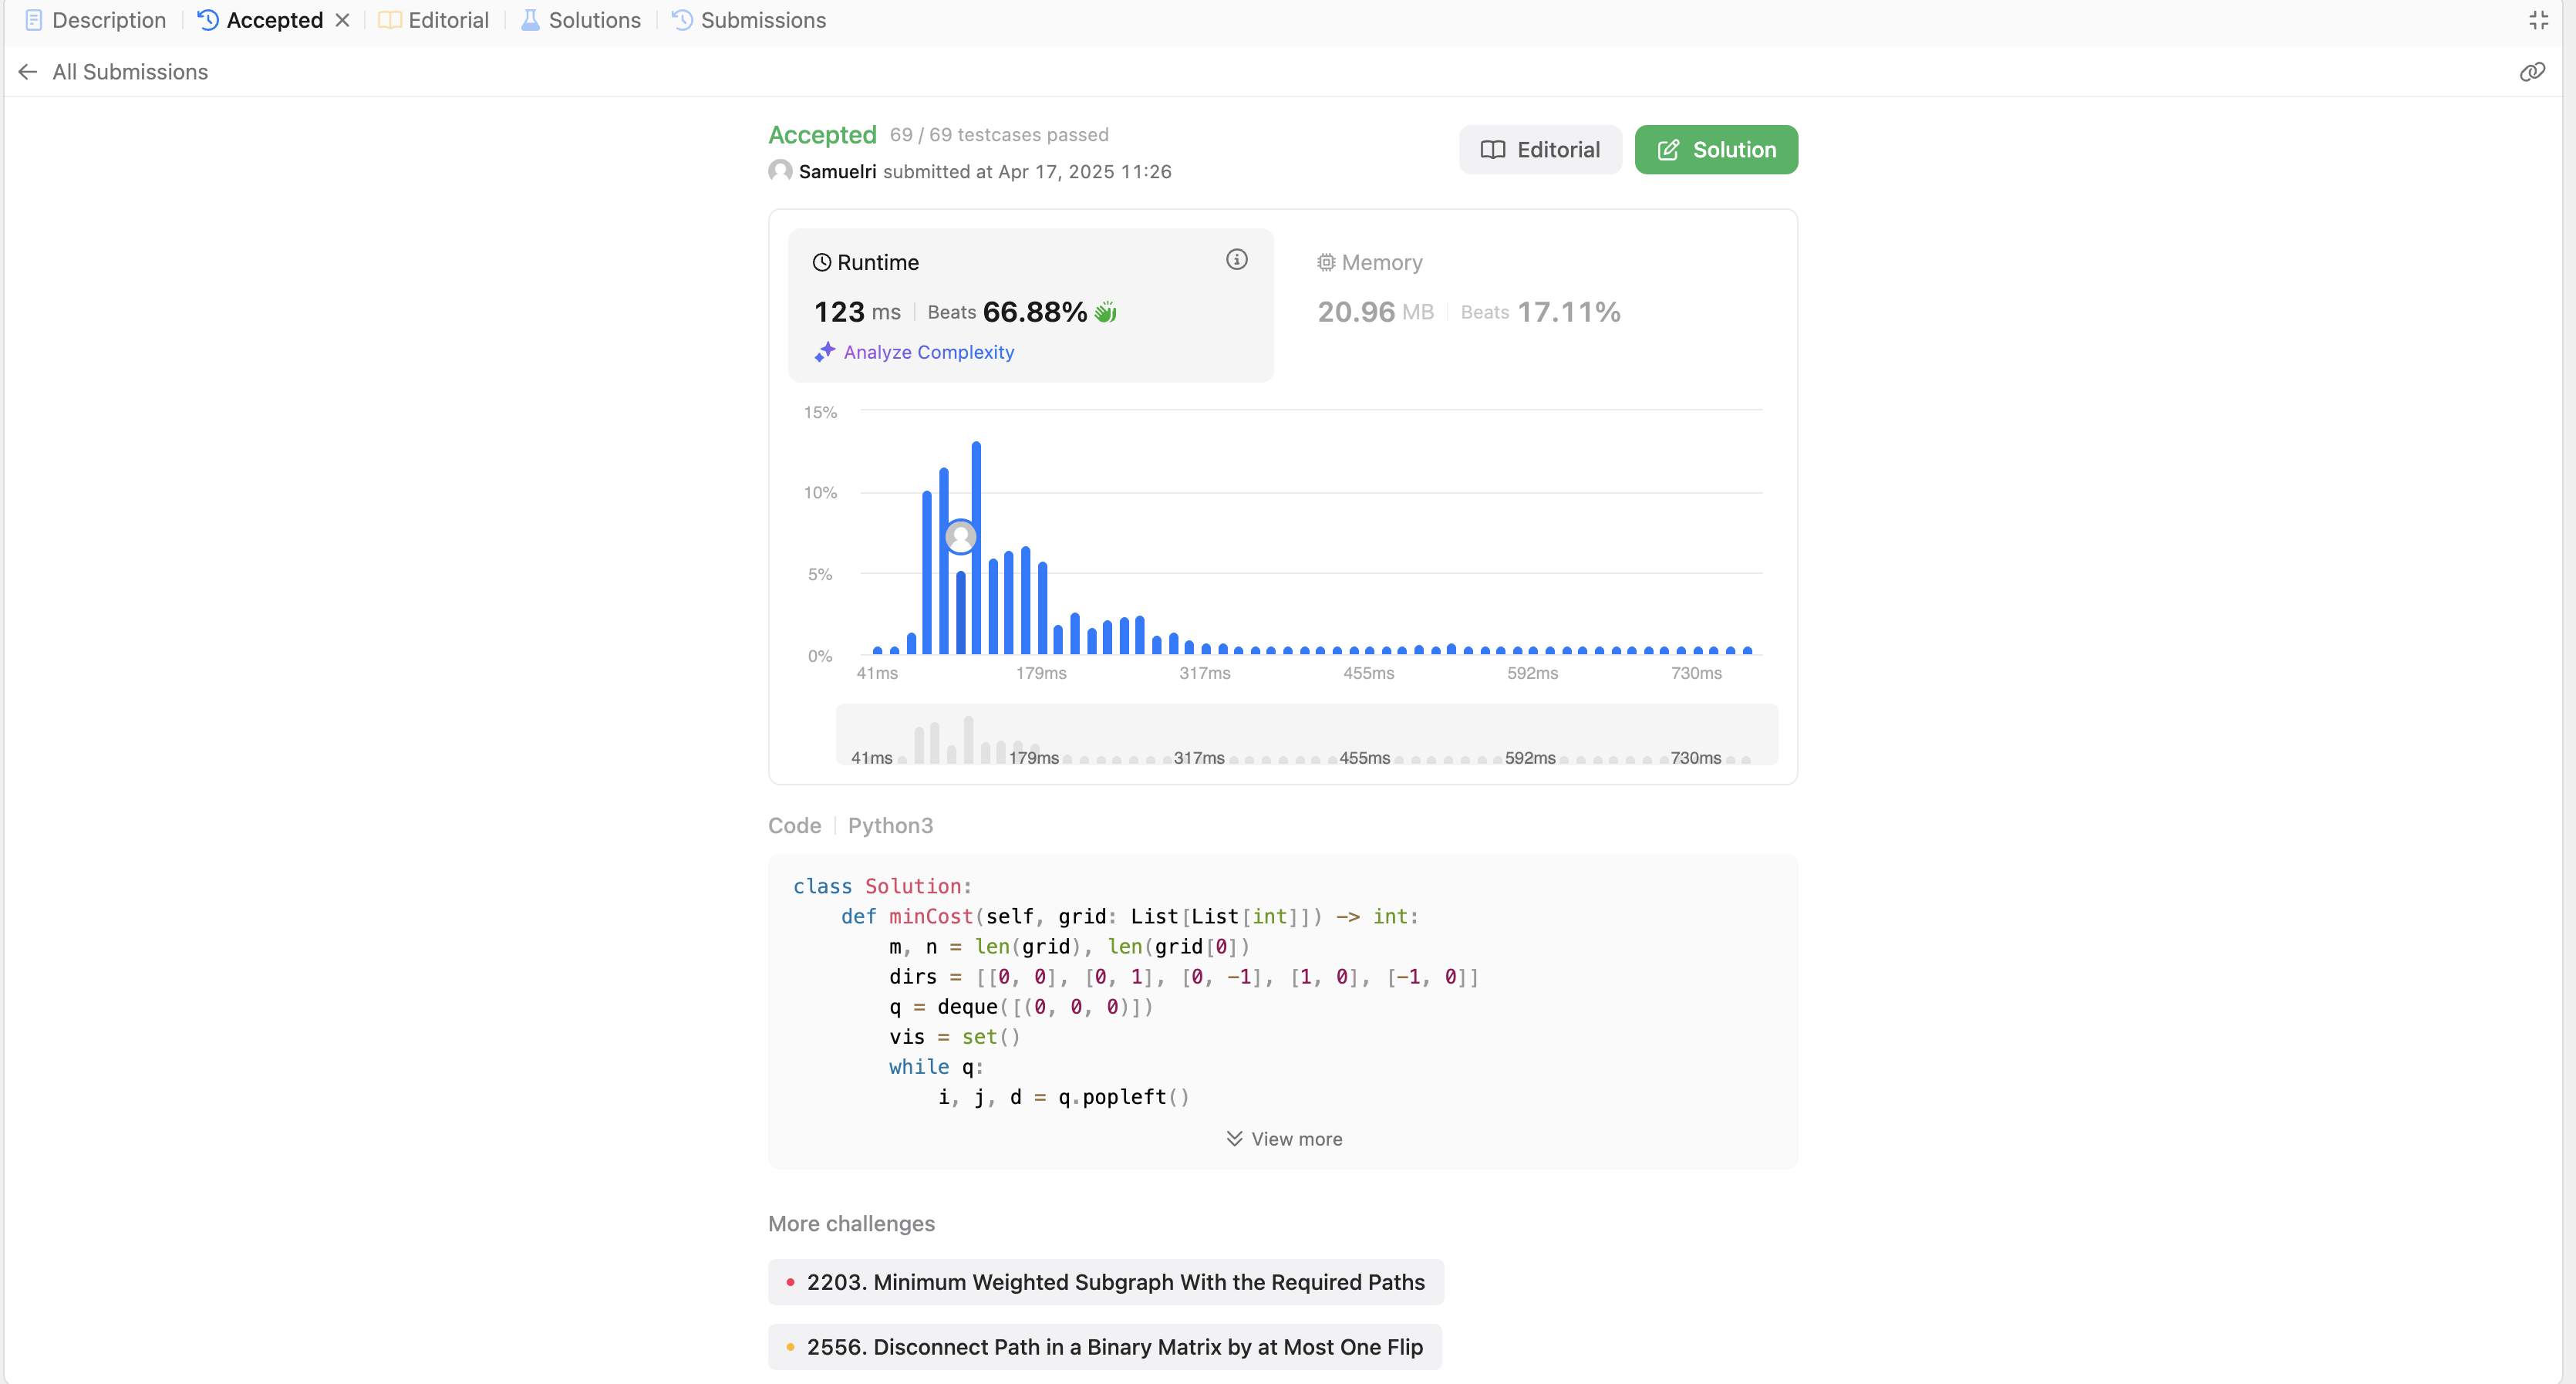 Description Accepted Editorial Solutions Submissions
All Submissions
Accepted 69 / 69 testcases passed
Samuelri submitted at Apr 17, 2025 11:26
Editorial Solution
Runtime
123 ms Beats 66.88%
Analyze Complexity
Memory
20.96 MB Beats 17.11%
15%
10%
5%
0%
41ms 179ms 317ms 455ms 592ms 730ms
41ms 179ms 317ms 455ms 592ms 730ms
Code Python3
class Solution:
    def minCost(self, grid: List[List[int]]) -> int:
        m, n = len(grid), len(grid[0])
        dirs = [[0, 0], [0, 1], [0, -1], [1, 0], [-1, 0]]
        q = deque([(0, 0, 0)])
        vis = set()
        while q:
            i, j, d = q.popleft()
View more
More challenges
2203. Minimum Weighted Subgraph With the Required Paths
2556. Disconnect Path in a Binary Matrix by at Most One Flip